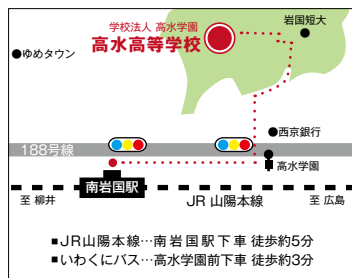 岩国短大
学校法人 高水学園
高水高等学校
ゆめタウン
西京銀行
188号線
高水学園
南岩国駅
至 柳井
JR 山陽本線
至 広島
■JR山陽本線…南岩国駅下車 徒歩約5分
■いわくにバス…高水学園前下車 徒歩約3分